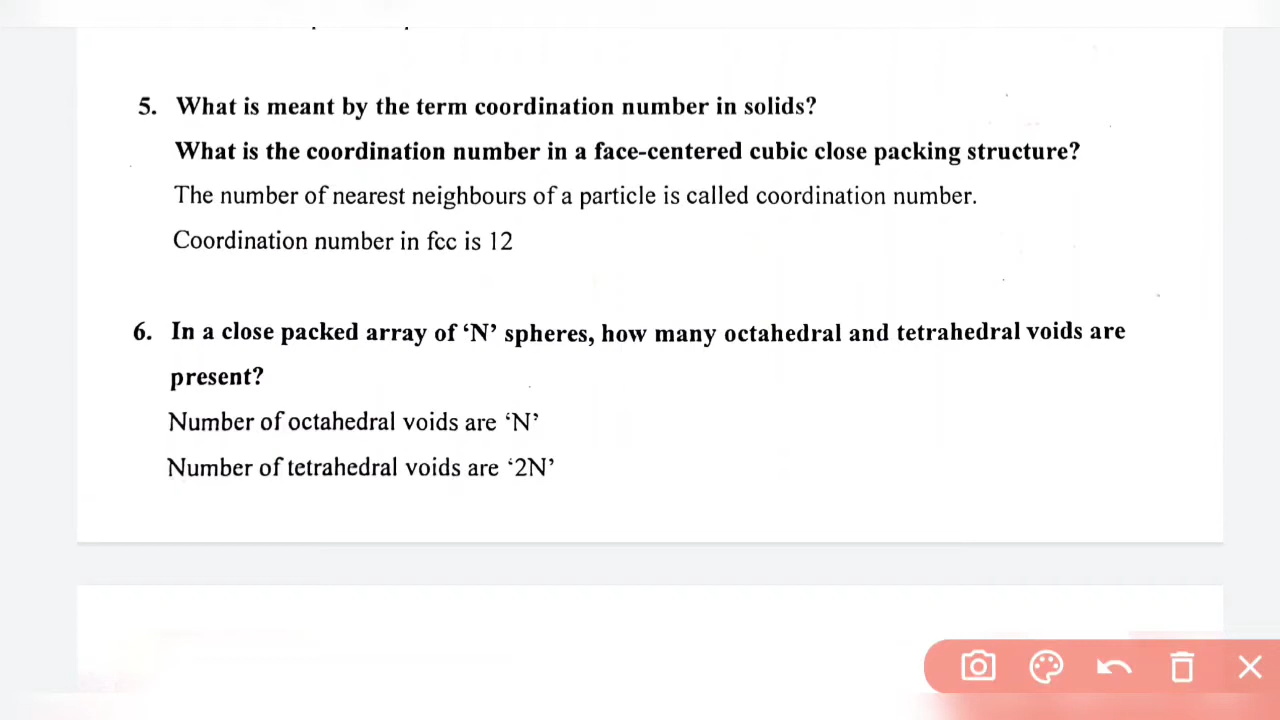 5. What is meant by the term coordination number in solids?
What is the coordination number in a face-centered cubic close packing structure?
The number of nearest neighbours of a particle is called coordination number.
Coordination number in fcc is 12
6. In a close packed array of ‘N’ spheres, how many octahedral and tetrahedral voids are
present?
Number of octahedral voids are ‘N’
Number of tetrahedral voids are ‘2N’